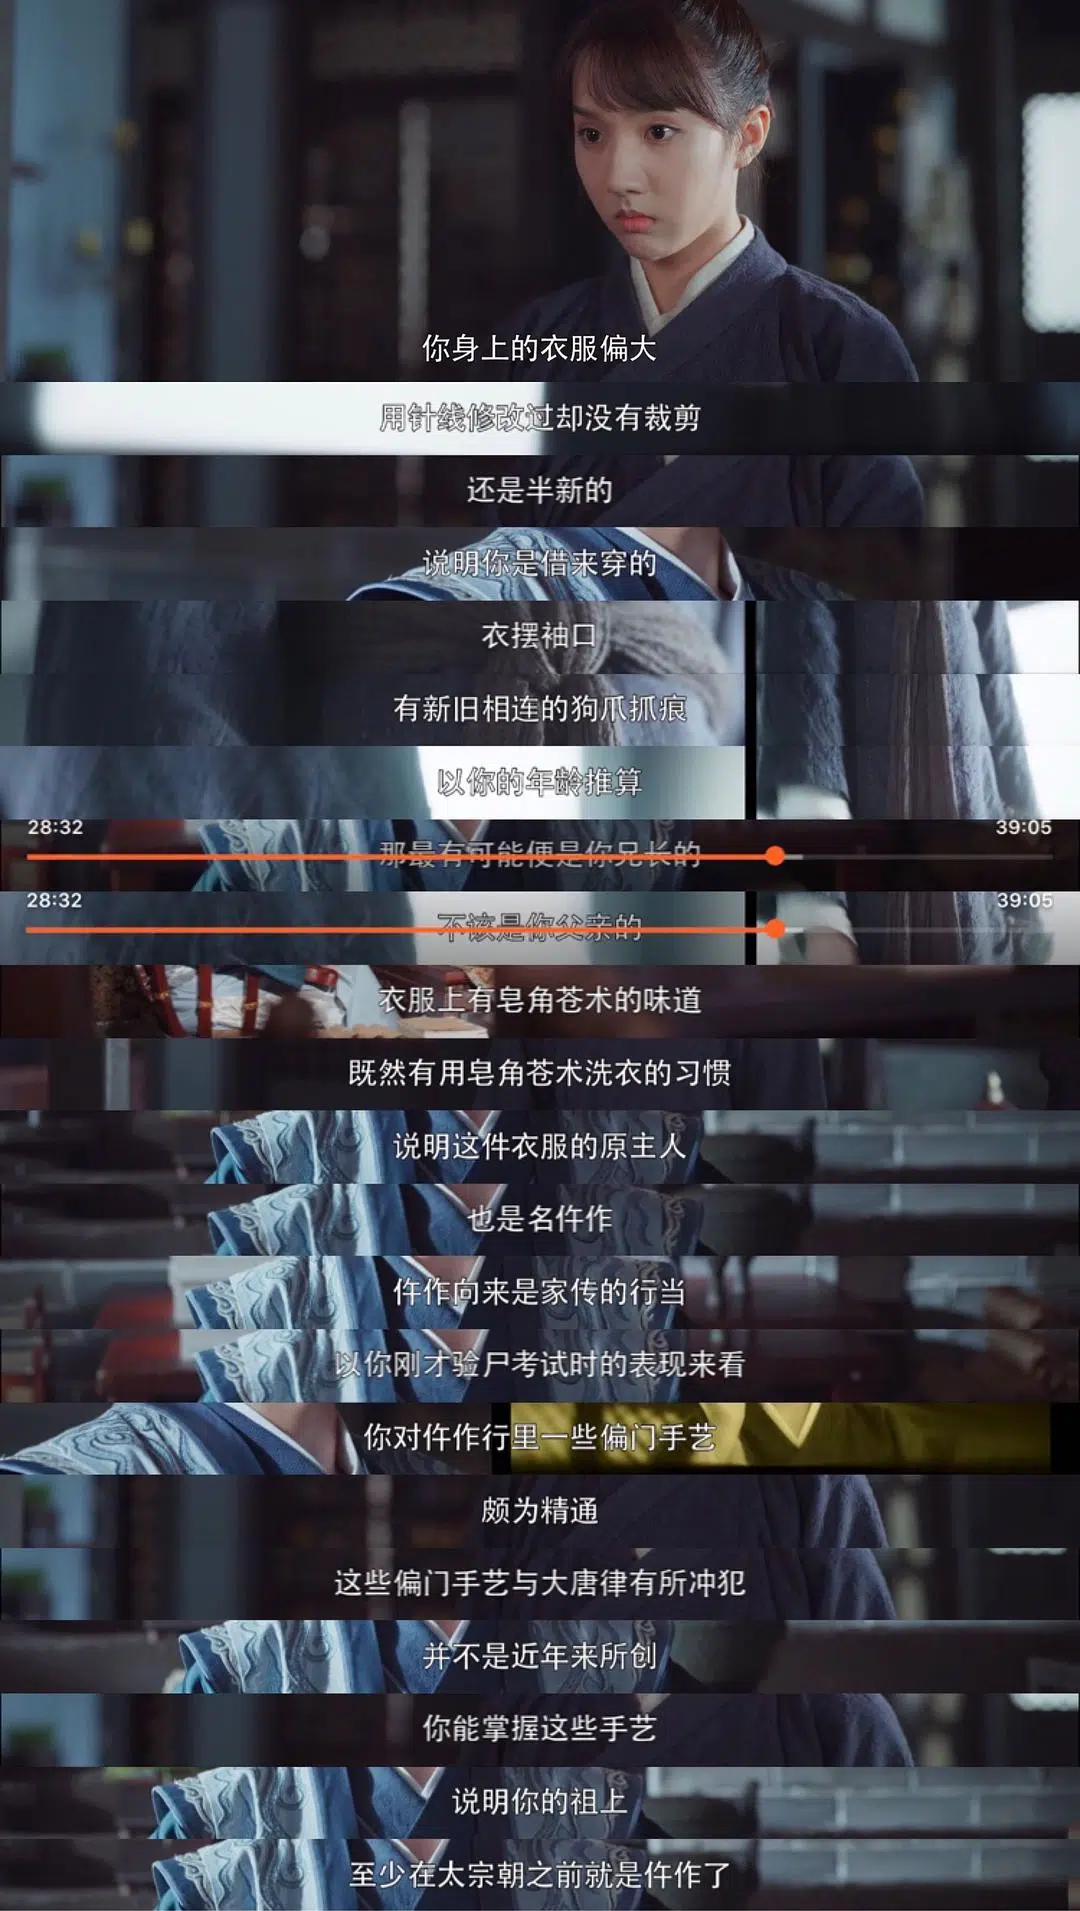 你身上的衣服偏大
用针线修改过却没有裁剪
还是半新的
说明你是借来穿的
衣摆袖口
有新旧相连的狗爪抓痕
以你的年龄推算
28:32
39:05
那最有可能便是你兄长的
28:32
39:05
不该是你父亲的
衣服上有皂角苍术的味道
既然有用皂角苍术洗衣的习惯
说明这件衣服的原主人
也是名仵作
仵作向来是家传的行当
以你刚才验尸考试时的表现来看
你对仵作行里一些偏门手艺
颇为精通
这些偏门手艺与大唐律有所冲犯
并不是近年来所创
你能掌握这些手艺
说明你的祖上
至少在太宗朝之前就是仵作了